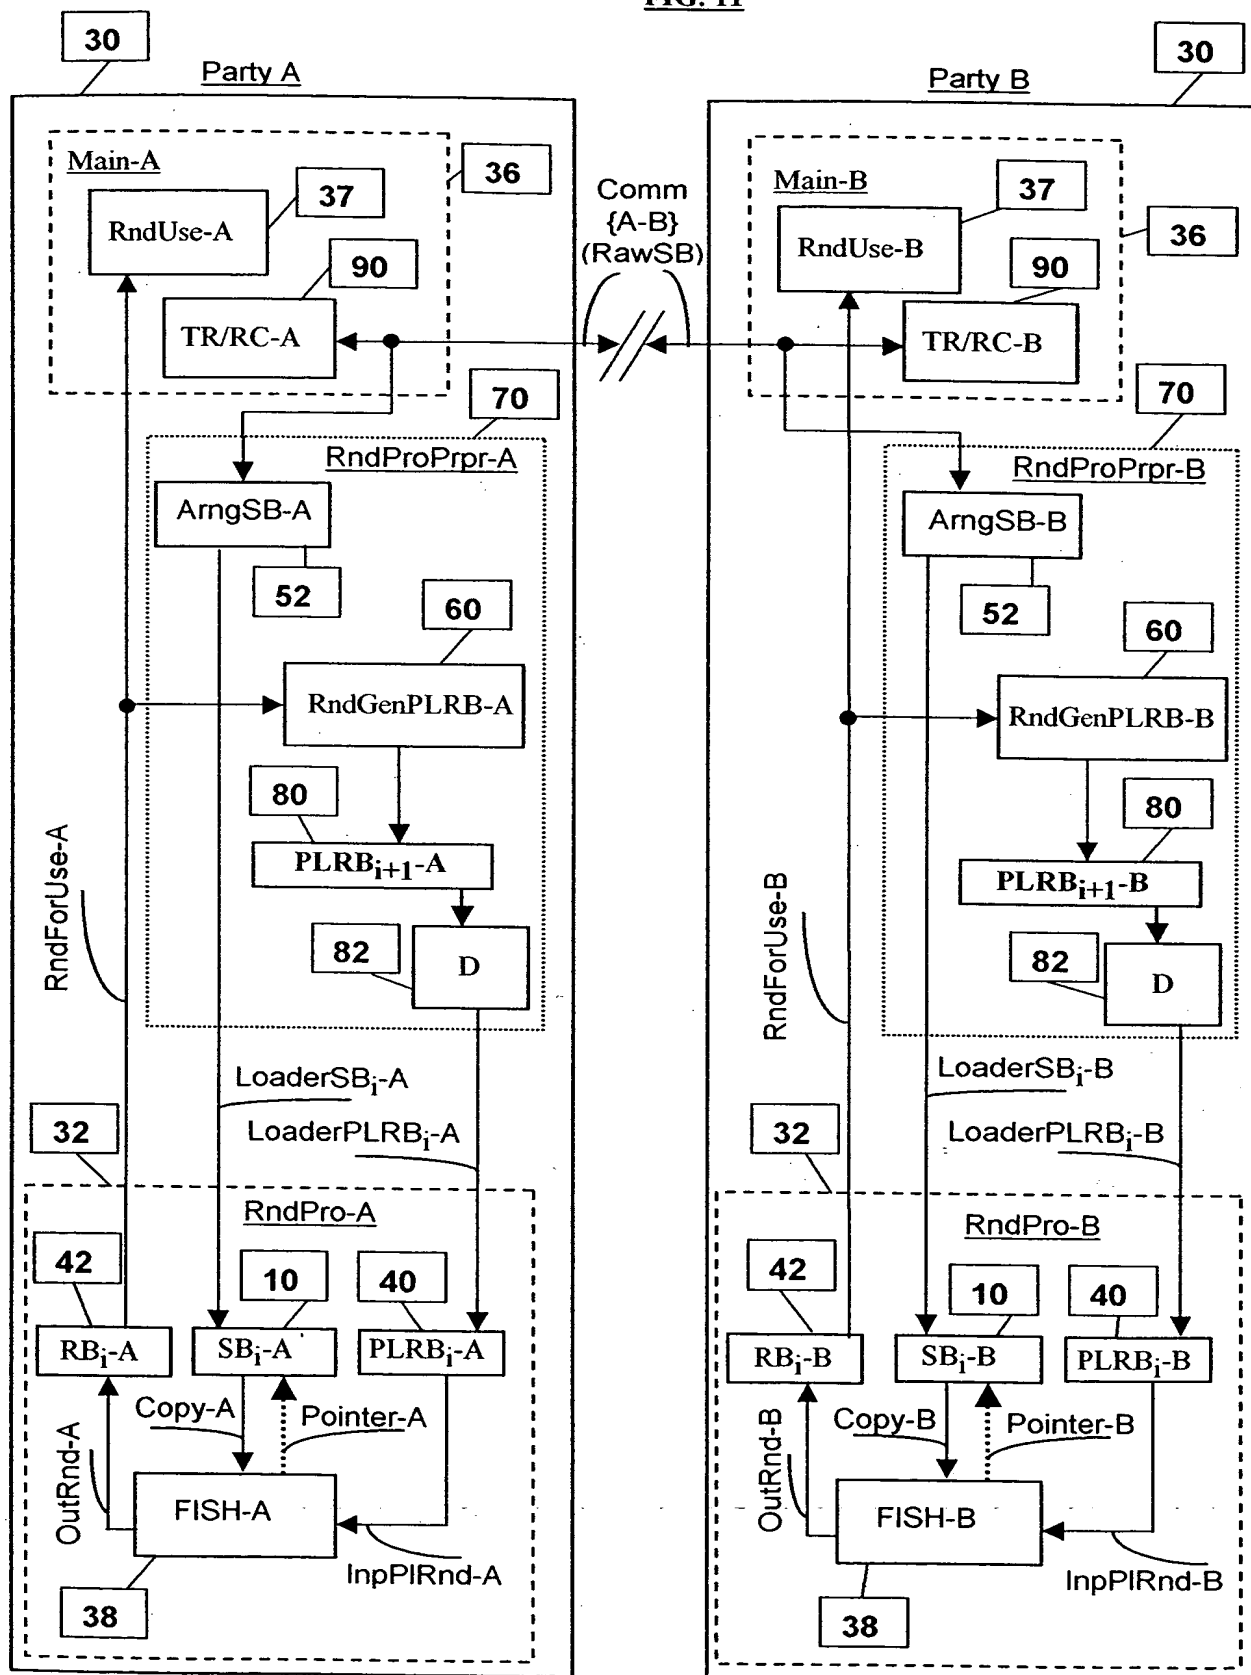 FIG. 11
30
Party A
Main-A
36
37
RndUse-A
90
TR/RC-A
70
RndProPrpr-A
ArngSB-A
52
60
RndGenPLRB-A
80
PLRBi+1-A
82
D
RndForUse-A
LoaderSBi-A
LoaderPLRBi-A
32
RndPro-A
42
10
40
RBi-A
SBi-A
PLRBi-A
Copy-A
Pointer-A
OutRnd-A
FISH-A
InpPlRnd-A
38
Comm
{A-B}
(RawSB)
30
Party B
Main-B
36
37
RndUse-B
90
TR/RC-B
70
RndProPrpr-B
ArngSB-B
52
60
RndGenPLRB-B
80
PLRBi+1-B
82
D
RndForUse-B
LoaderSBi-B
LoaderPLRBi-B
32
RndPro-B
42
10
40
RBi-B
SBi-B
PLRBi-B
Copy-B
Pointer-B
OutRnd-B
FISH-B
InpPlRnd-B
38